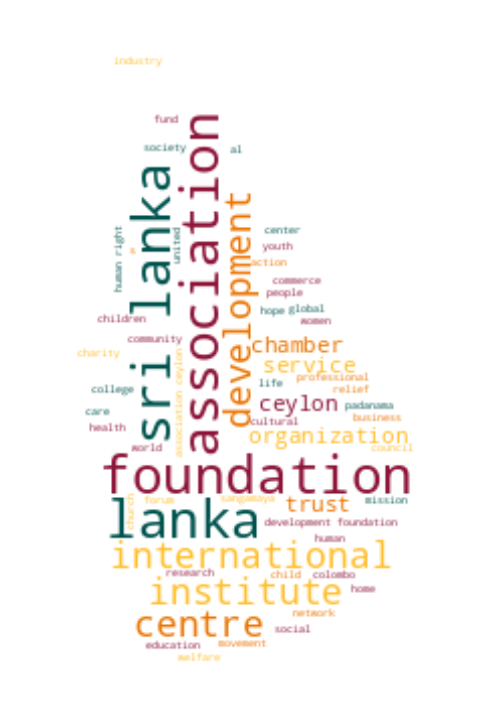 industry
fund
society
al
association
sri lanka
development
human right
united
a
center
youth
action
commerce
people
hope
global
women
children
community
chamber
charity
association ceylon
service
professional
life
relief
college
ceylon
padanama
care
business
cultural
health
organization
world
council
foundation
lanka
church
forum
sangamaya
trust
mission
development foundation
human
international
research
child
colombo
institute
home
network
centre
social
education
movement
welfare